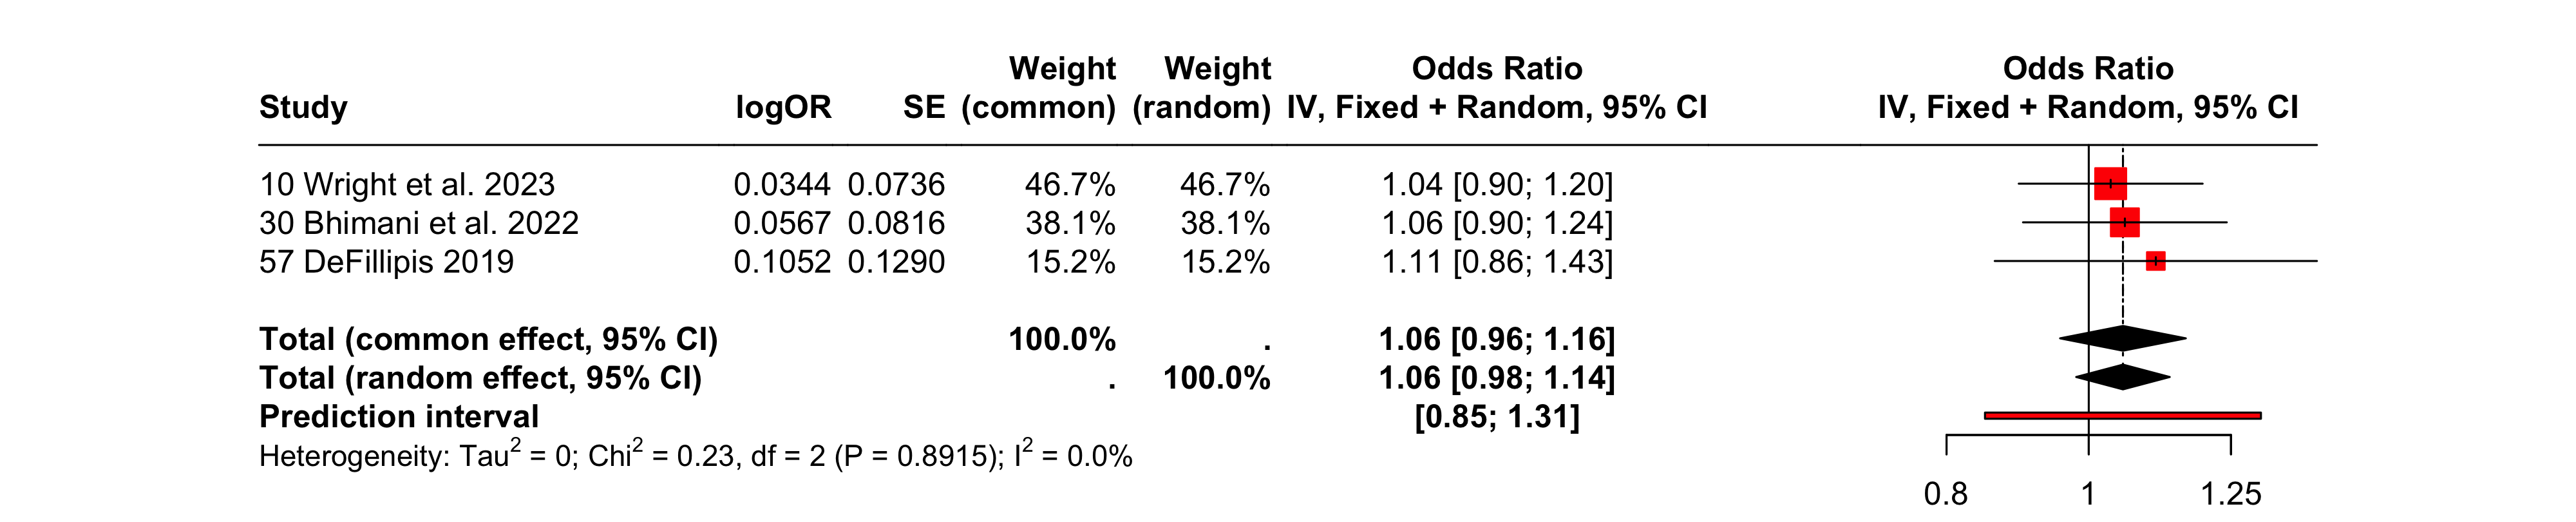 Weight Weight Odds Ratio Odds Ratio
Study logOR SE (common) (random) IV, Fixed + Random, 95% CI IV, Fixed + Random, 95% CI
10 Wright et al. 2023 0.0344 0.0736 46.7% 46.7% 1.04 [0.90; 1.20]
30 Bhimani et al. 2022 0.0567 0.0816 38.1% 38.1% 1.06 [0.90; 1.24]
57 DeFillipis 2019 0.1052 0.1290 15.2% 15.2% 1.11 [0.86; 1.43]
Total (common effect, 95% CI) 100.0% . 1.06 [0.96; 1.16]
Total (random effect, 95% CI) . 100.0% 1.06 [0.98; 1.14]
Prediction interval [0.85; 1.31]
Heterogeneity: Tau² = 0; Chi² = 0.23, df = 2 (P = 0.8915); I² = 0.0%
0.8 1 1.25